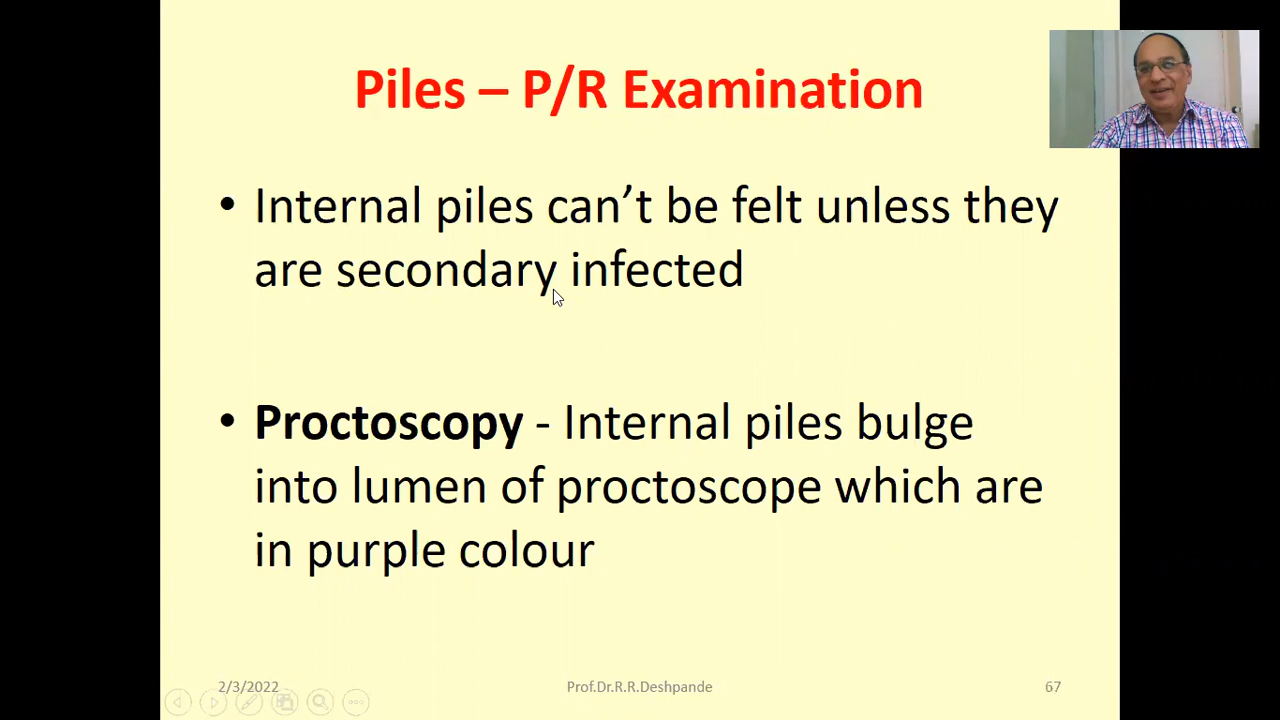 Piles – P/R Examination
• Internal piles can’t be felt unless they
are secondary infected
• Proctoscopy - Internal piles bulge
into lumen of proctoscope which are
in purple colour
2/3/2022
Prof.Dr.R.R.Deshpande
67